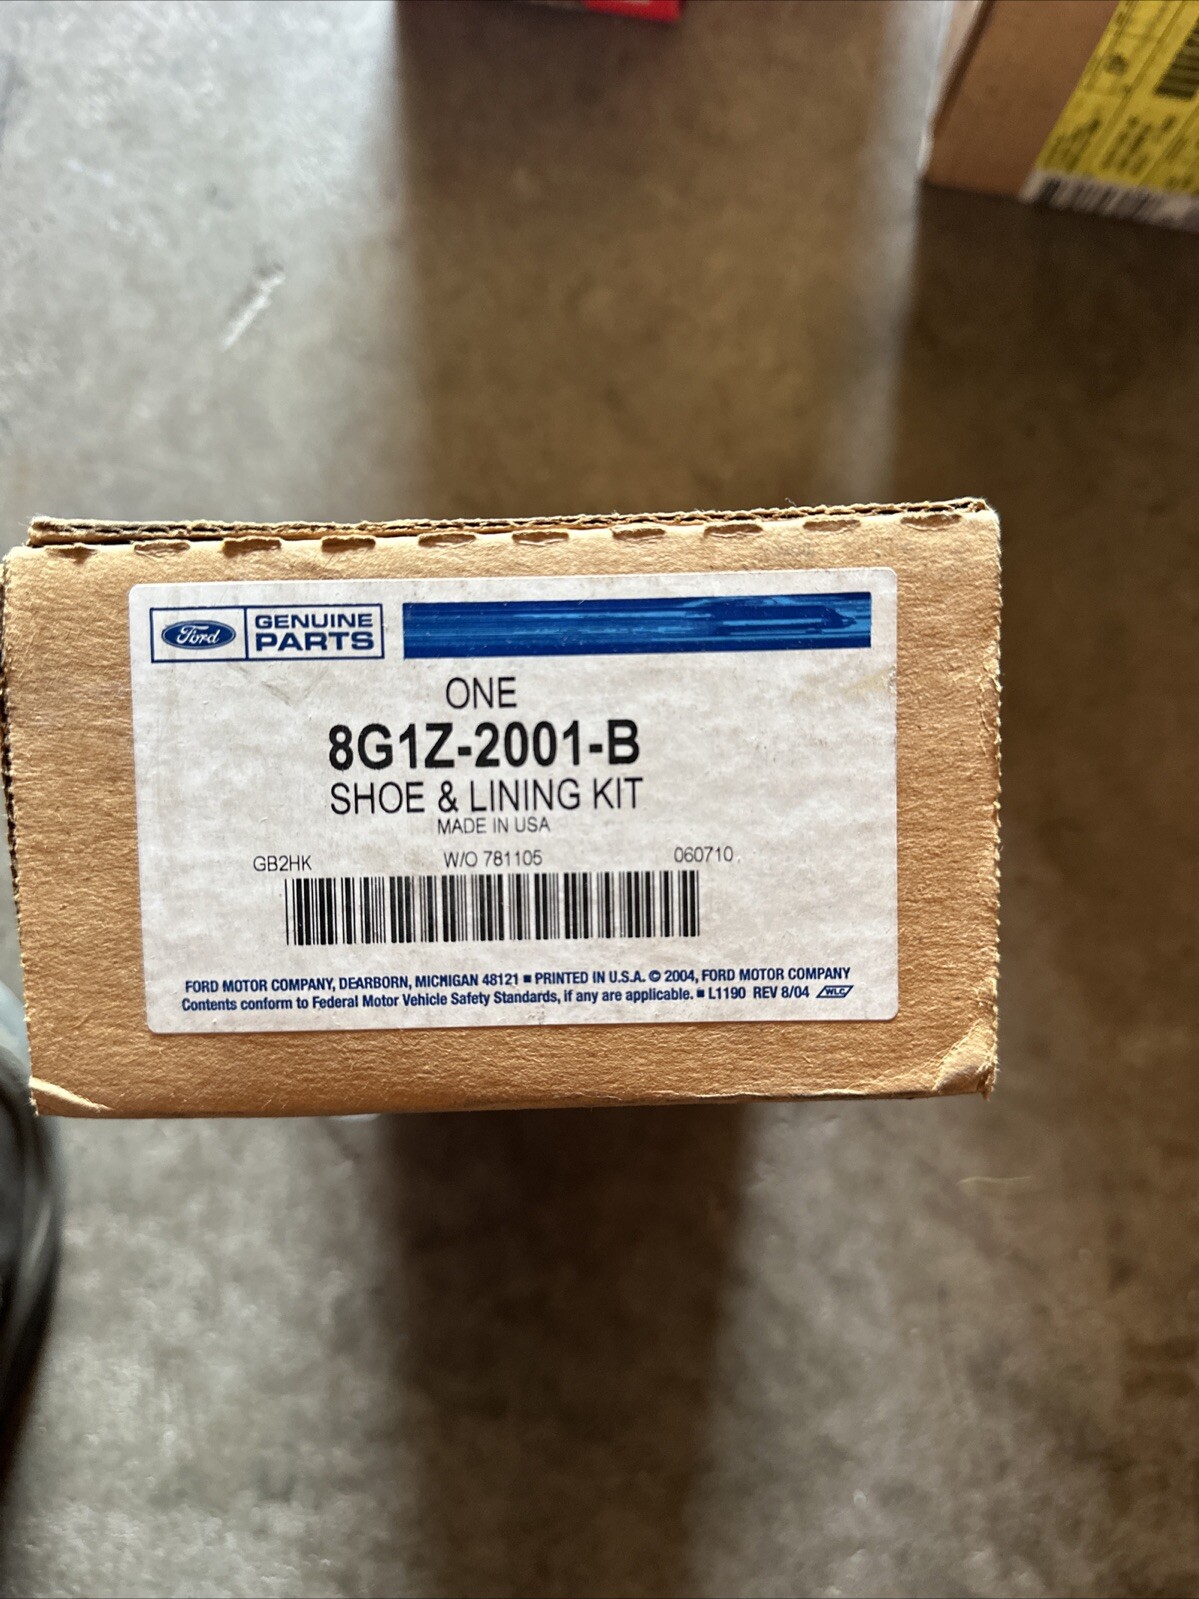 Ford
GENUINE
PARTS
ONE
8G1Z-2001-B
SHOE & LINING KIT
MADE IN USA
GB2HK W/O 781105 060710
FORD MOTOR COMPANY, DEARBORN, MICHIGAN 48121 ■ PRINTED IN U.S.A. © 2004, FORD MOTOR COMPANY
Contents conform to Federal Motor Vehicle Safety Standards, if any are applicable. ■ L1190 REV 8/04 WLC